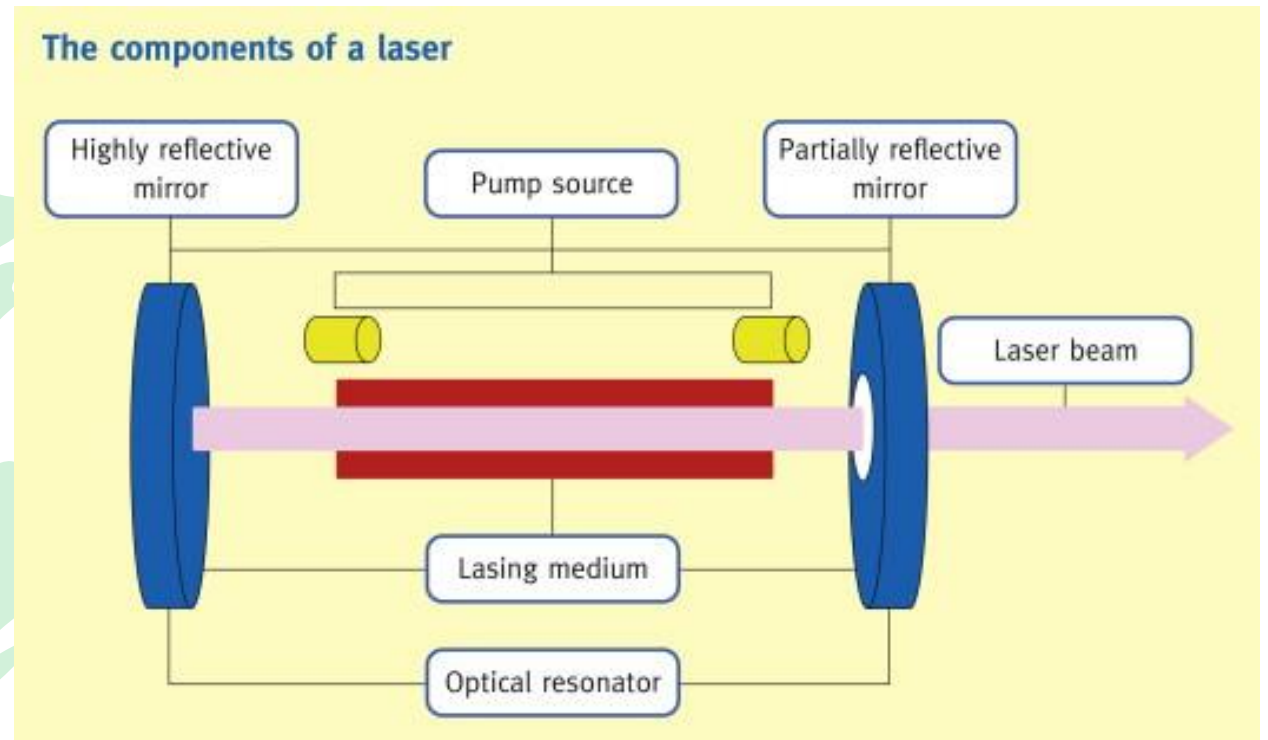 The components of a laser
Highly reflective
mirror
Pump source
Partially reflective
mirror
Laser beam
Lasing medium
Optical resonator